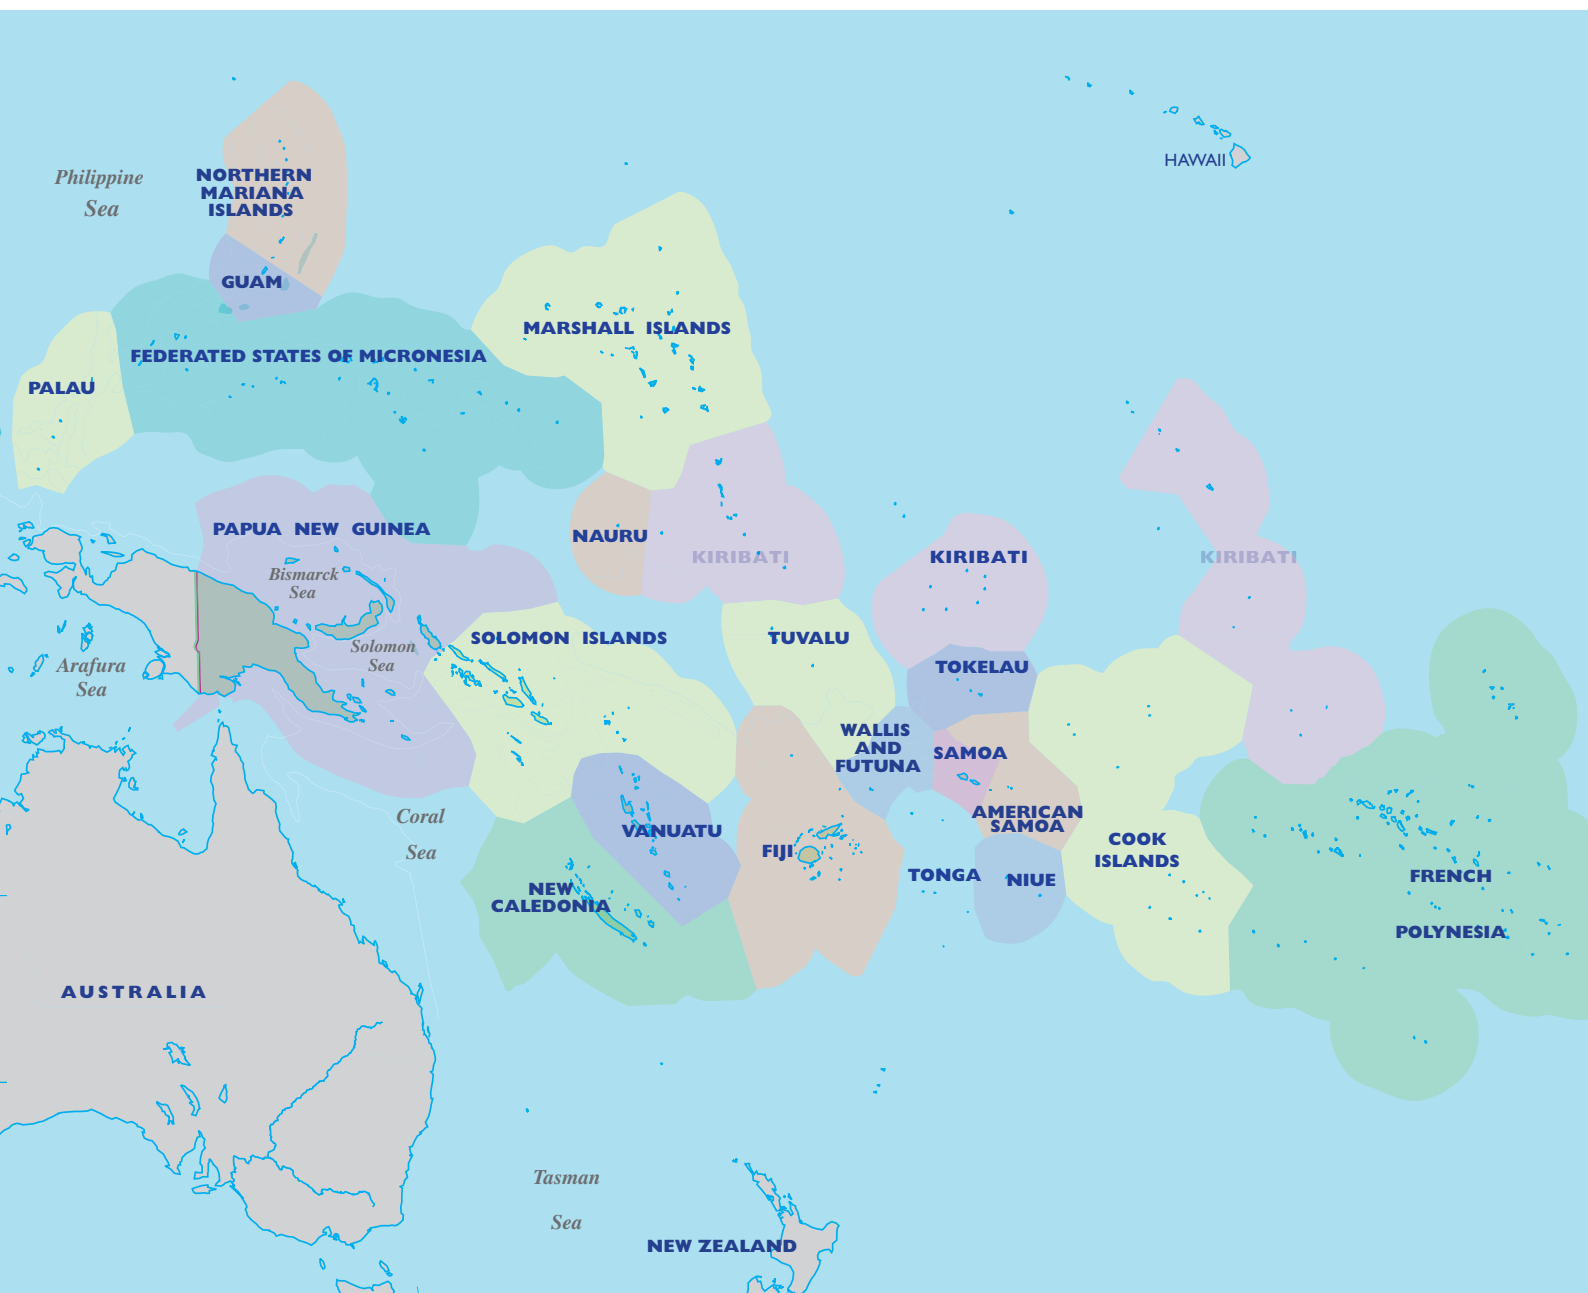 HAWAII
Philippine
Sea
NORTHERN
MARIANA
ISLANDS
GUAM
MARSHALL ISLANDS
FEDERATED STATES OF MICRONESIA
PALAU
PAPUA NEW GUINEA
NAURU
KIRIBATI
KIRIBATI
KIRIBATI
Bismarck
Sea
SOLOMON ISLANDS
TUVALU
Solomon
Sea
Arafura
Sea
TOKELAU
WALLIS
AND
FUTUNA
SAMOA
AMERICAN
SAMOA
Coral
Sea
VANUATU
FIJI
COOK
ISLANDS
TONGA
NIUE
FRENCH
POLYNESIA
NEW
CALEDONIA
AUSTRALIA
Tasman
Sea
NEW ZEALAND